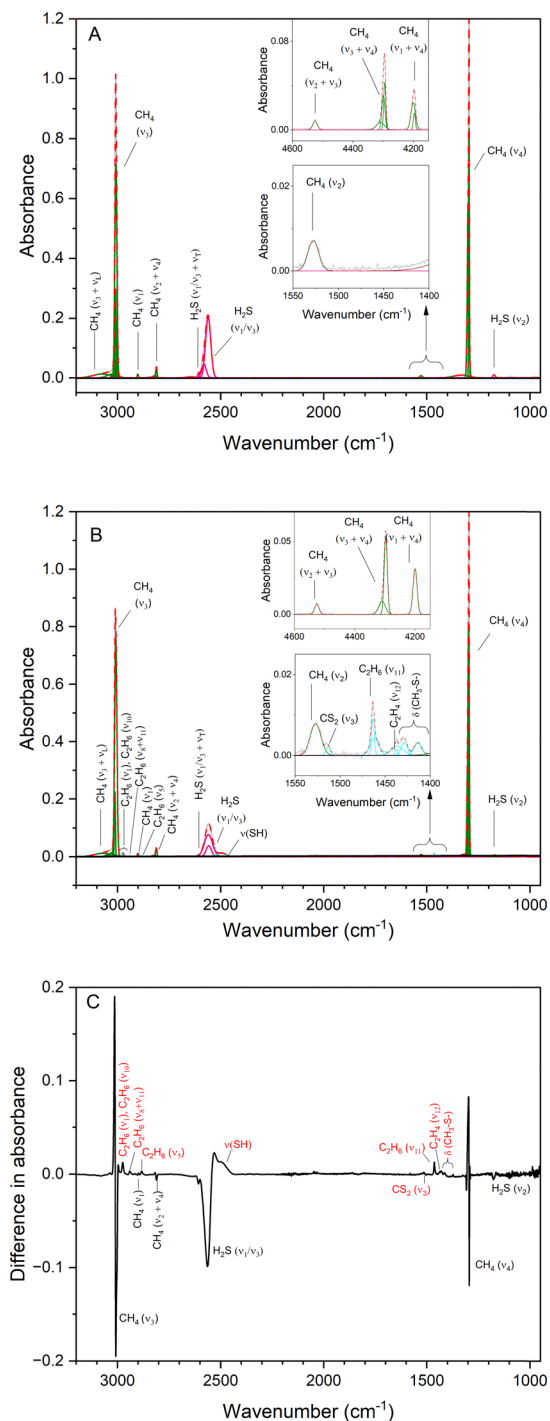 A
1.2
1.0
0.8
0.6
0.4
0.2
0.0
Absorbance
3000
2500
2000
1500
1000
Wavenumber (cm⁻¹)
CH₄
(ν₃)
CH₄ (ν₃ + νL)
CH₄ (ν₁)
CH₄ (ν₂ + ν₄)
H₂S (ν₁/ν₃ + νT)
H₂S
(ν₁/ν₃)
CH₄ (ν₄)
H₂S (ν₂)
0.08
0.00
Absorbance
CH₄
(ν₂ + ν₃)
CH₄
(ν₃ + ν₄)
CH₄
(ν₁ + ν₄)
4600
4400
4200
0.02
0.00
Absorbance
CH₄ (ν₂)
1550
1500
1450
1400
Wavenumber (cm⁻¹)
B
1.2
1.0
0.8
0.6
0.4
0.2
0.0
Absorbance
3000
2500
2000
1500
1000
Wavenumber (cm⁻¹)
CH₄
(ν₃)
CH₄ (ν₃ + νL)
C₂H₆ (ν₁), C₂H₆ (ν₁₀)
C₂H₆ (ν₈+ν₁₁)
CH₄ (ν₁)
C₂H₆ (ν₅)
CH₄ (ν₂ + ν₄)
H₂S (ν₁/ν₃ + νT)
H₂S
(ν₁/ν₃)
ν(SH)
CH₄ (ν₄)
H₂S (ν₂)
0.05
0.00
Absorbance
CH₄
(ν₂ + ν₃)
CH₄
(ν₃ + ν₄)
CH₄
(ν₁ + ν₄)
4600
4400
4200
0.02
0.00
Absorbance
CH₄ (ν₂)
CS₂ (ν₃)
C₂H₆ (ν₁₁)
C₂H₄ (ν₁₂)
δ (CH₃-S-)
1550
1500
1450
1400
Wavenumber (cm⁻¹)
C
0.2
0.1
0.0
−0.1
−0.2
Difference in absorbance
3000
2500
2000
1500
1000
Wavenumber (cm⁻¹)
C₂H₆ (ν₁), C₂H₆ (ν₁₀)
C₂H₆ (ν₈+ν₁₁)
C₂H₆ (ν₅)
CH₄ (ν₁)
CH₄ (ν₂ + ν₄)
CH₄ (ν₃)
ν(SH)
H₂S (ν₁/ν₃)
C₂H₆ (ν₁₁)
C₂H₄ (ν₁₂)
δ (CH₃-S-)
CS₂ (ν₃)
H₂S (ν₂)
CH₄ (ν₄)